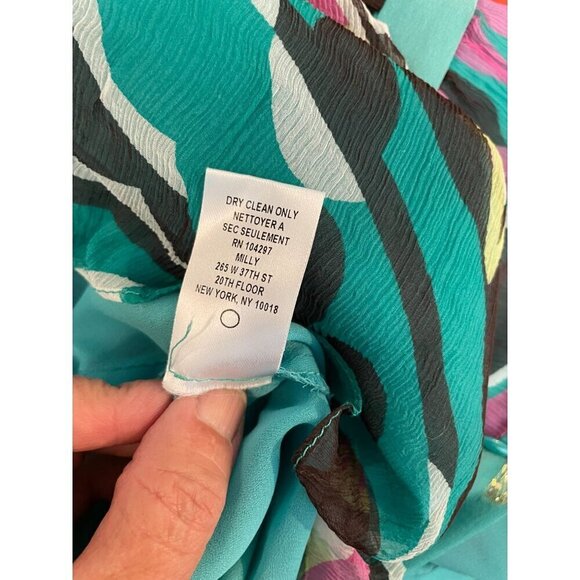 DRY CLEAN ONLY
NETTOYER A
SEC SEULEMENT
RN 104297
MILLY
265 W 37TH ST
20TH FLOOR
NEW YORK, NY 10018